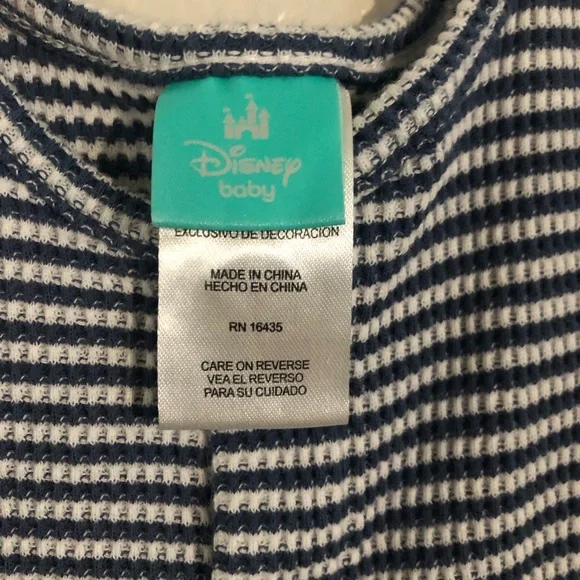 Disney
baby
EXCLUSIVO DE DECORACION
MADE IN CHINA
HECHO EN CHINA
RN 16435
CARE ON REVERSE
VEA EL REVERSO
PARA SU CUIDADO